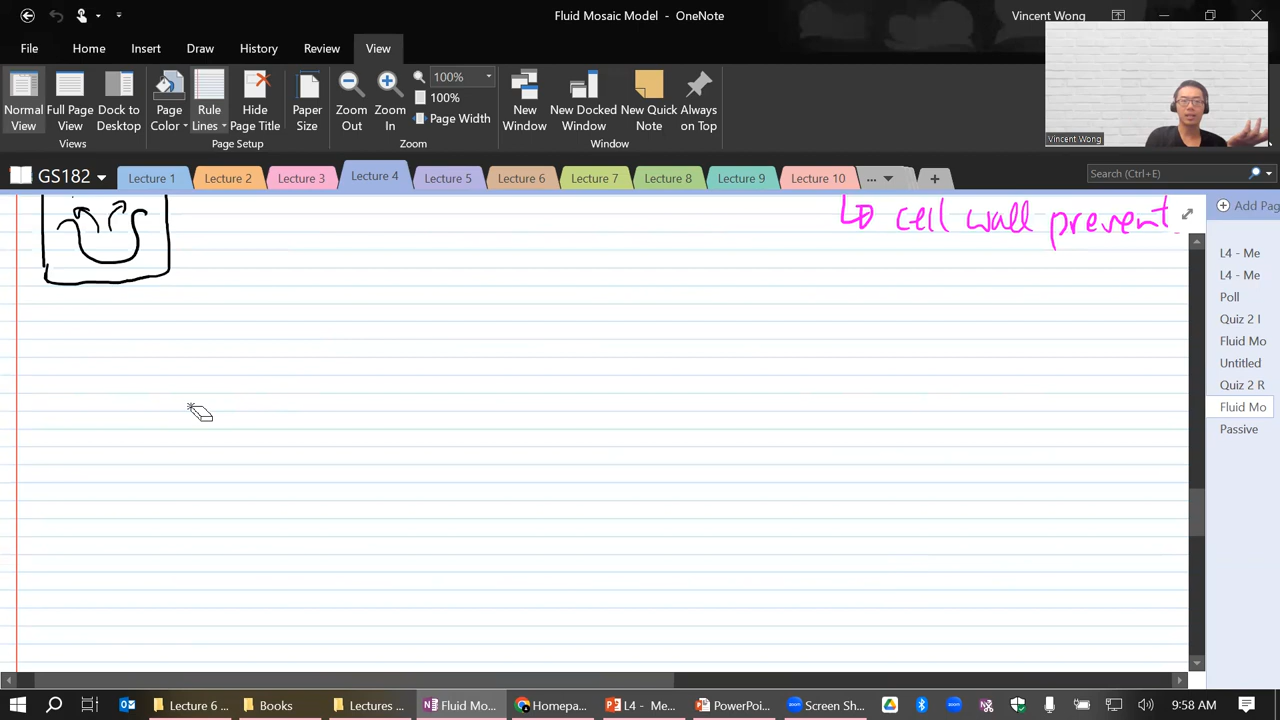 Fluid Mosaic Model - OneNote
Vincent Wong
File Home Insert Draw History Review View
Normal View
Full Page View
Dock to Desktop
Views
Page Color
Rule Lines
Hide Page Title
Paper Size
Page Setup
Zoom Out
Zoom In
100%
100%
Page Width
Zoom
New Window
New Docked Window
New Quick Note
Always on Top
Window
Vincent Wong
GS182
Lecture 1 Lecture 2 Lecture 3 Lecture 4 Lecture 5 Lecture 6 Lecture 7 Lecture 8 Lecture 9 Lecture 10 ... +
Search (Ctrl+E)
cell wall prevent
Add Pag
L4 - Me
L4 - Me
Poll
Quiz 2 I
Fluid Mo
Untitled
Quiz 2 R
Fluid Mo
Passive
Lecture 6 ... Books Lectures ... Fluid M... L4 - Me... PowerPoi... zoom Screen Sh... zoom 9:58 AM